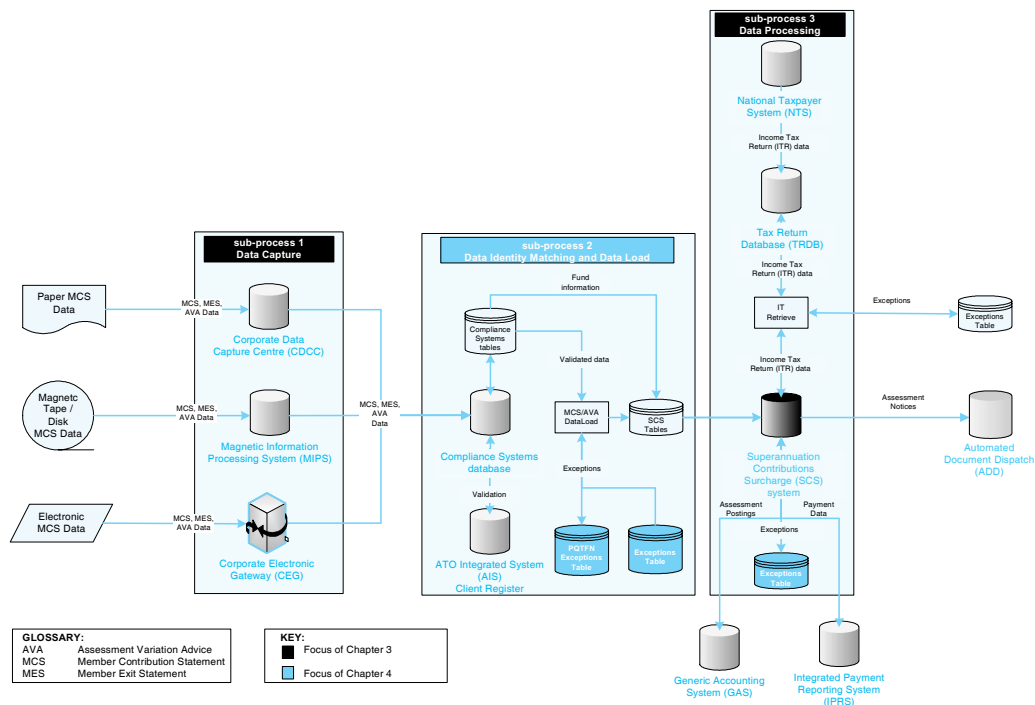 sub-process 3
Data Processing
National Taxpayer
System (NTS)
Income Tax
Return (ITR) data
Tax Return
Database (TRDB)
Income Tax
Return (ITR) data
IT
Retrieve
Exceptions
Exceptions
Table
Income Tax
Return (ITR) data
sub-process 1
Data Capture
Paper MCS
Data
MCS, MES,
AVA Data
Corporate Data
Capture Centre (CDCC)
Magnetc
Tape /
Disk
MCS Data
MCS, MES,
AVA Data
Magnetic Information
Processing System (MIPS)
MCS, MES,
AVA
Data
Electronic
MCS Data
MCS, MES,
AVA Data
Corporate Electronic
Gateway (CEG)
sub-process 2
Data Identity Matching and Data Load
Fund
information
Compliance
Systems
tables
Validated data
MCS/AVA
DataLoad
SCS
Tables
Compliance Systems
database
Exceptions
Validation
ATO Integrated System
(AIS)
Client Register
PQTFN
Exceptions
Table
Exceptions
Table
Superannuation
Contributions
Surcharge (SCS)
system
Assessment
Notices
Automated
Document Dispatch
(ADD)
Assessment
Postings
Payment
Data
Exceptions
Exceptions
Table
Generic Accounting
System (GAS)
Integrated Payment
Reporting System
(IPRS)
GLOSSARY:
AVA Assessment Variation Advice
MCS Member Contribution Statement
MES Member Exit Statement
KEY:
Focus of Chapter 3
Focus of Chapter 4